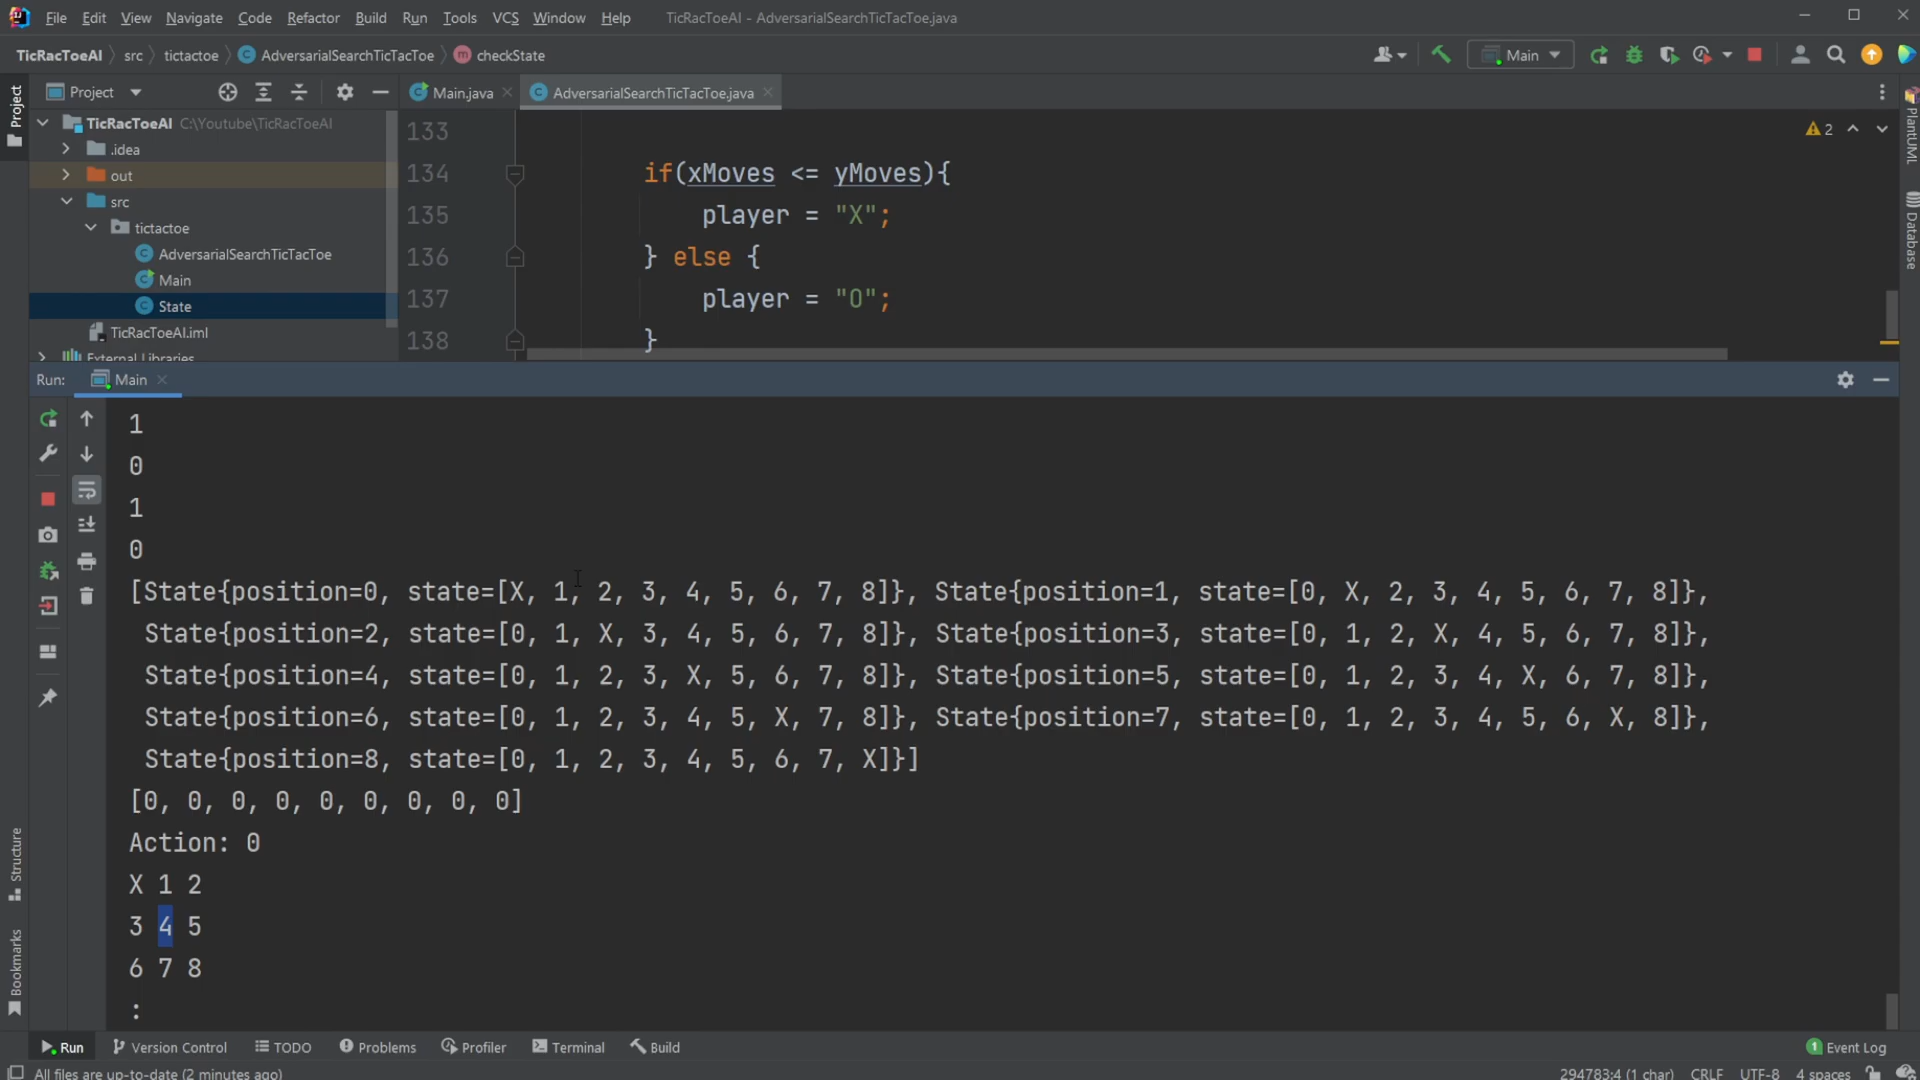 File Edit View Navigate Code Refactor Build Run Tools VCS Window Help TicRacToeAI - AdversarialSearchTicTacToe.java
TicRacToeAI src tictactoe AdversarialSearchTicTacToe checkState Main
Project Main.java AdversarialSearchTicTacToe.java
Project
TicRacToeAI C:\Youtube\TicRacToeAI
.idea
out
src
tictactoe
AdversarialSearchTicTacToe
Main
State
TicRacToeAI.iml
External Libraries
133
134 if(xMoves <= yMoves){
135 player = "X";
136 } else {
137 player = "O";
138 }
2
PlantUML
Database
Run: Main
1
0
1
0
[State{position=0, state=[X, 1, 2, 3, 4, 5, 6, 7, 8]}, State{position=1, state=[0, X, 2, 3, 4, 5, 6, 7, 8]},
State{position=2, state=[0, 1, X, 3, 4, 5, 6, 7, 8]}, State{position=3, state=[0, 1, 2, X, 4, 5, 6, 7, 8]},
State{position=4, state=[0, 1, 2, 3, X, 5, 6, 7, 8]}, State{position=5, state=[0, 1, 2, 3, 4, X, 6, 7, 8]},
State{position=6, state=[0, 1, 2, 3, 4, 5, X, 7, 8]}, State{position=7, state=[0, 1, 2, 3, 4, 5, 6, X, 8]},
State{position=8, state=[0, 1, 2, 3, 4, 5, 6, 7, X]}]
[0, 0, 0, 0, 0, 0, 0, 0, 0]
Action: 0
X 1 2
3 4 5
6 7 8
:
Structure
Bookmarks
Run Version Control TODO Problems Profiler Terminal Build 1 Event Log
All files are up-to-date (2 minutes ago) 294783:4 (1 char) CRLF UTF-8 4 spaces